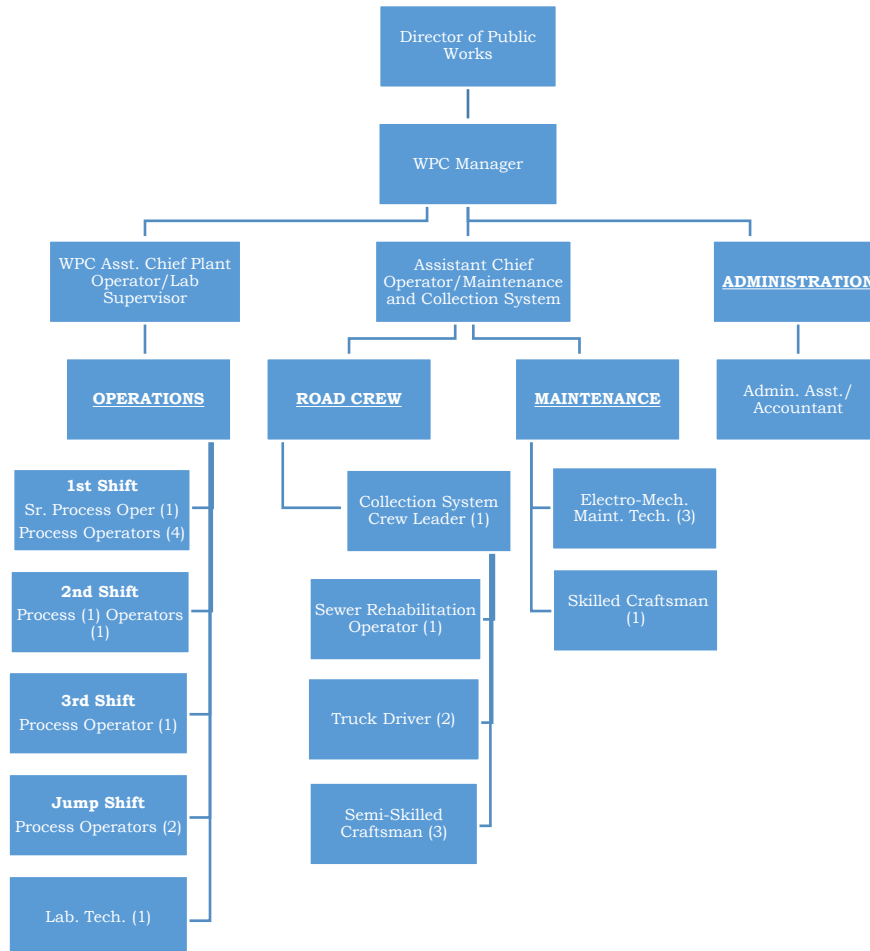 Director of Public
Works
WPC Manager
WPC Asst. Chief Plant
Operator/Lab
Supervisor
Assistant Chief
Operator/Maintenance
and Collection System
ADMINISTRATION
OPERATIONS
ROAD CREW
MAINTENANCE
Admin. Asst./
Accountant
1st Shift
Sr. Process Oper (1)
Process Operators (4)
2nd Shift
Process (1) Operators
(1)
3rd Shift
Process Operator (1)
Jump Shift
Process Operators (2)
Lab. Tech. (1)
Collection System
Crew Leader (1)
Sewer Rehabilitation
Operator (1)
Truck Driver (2)
Semi-Skilled
Craftsman (3)
Electro-Mech.
Maint. Tech. (3)
Skilled Craftsman
(1)